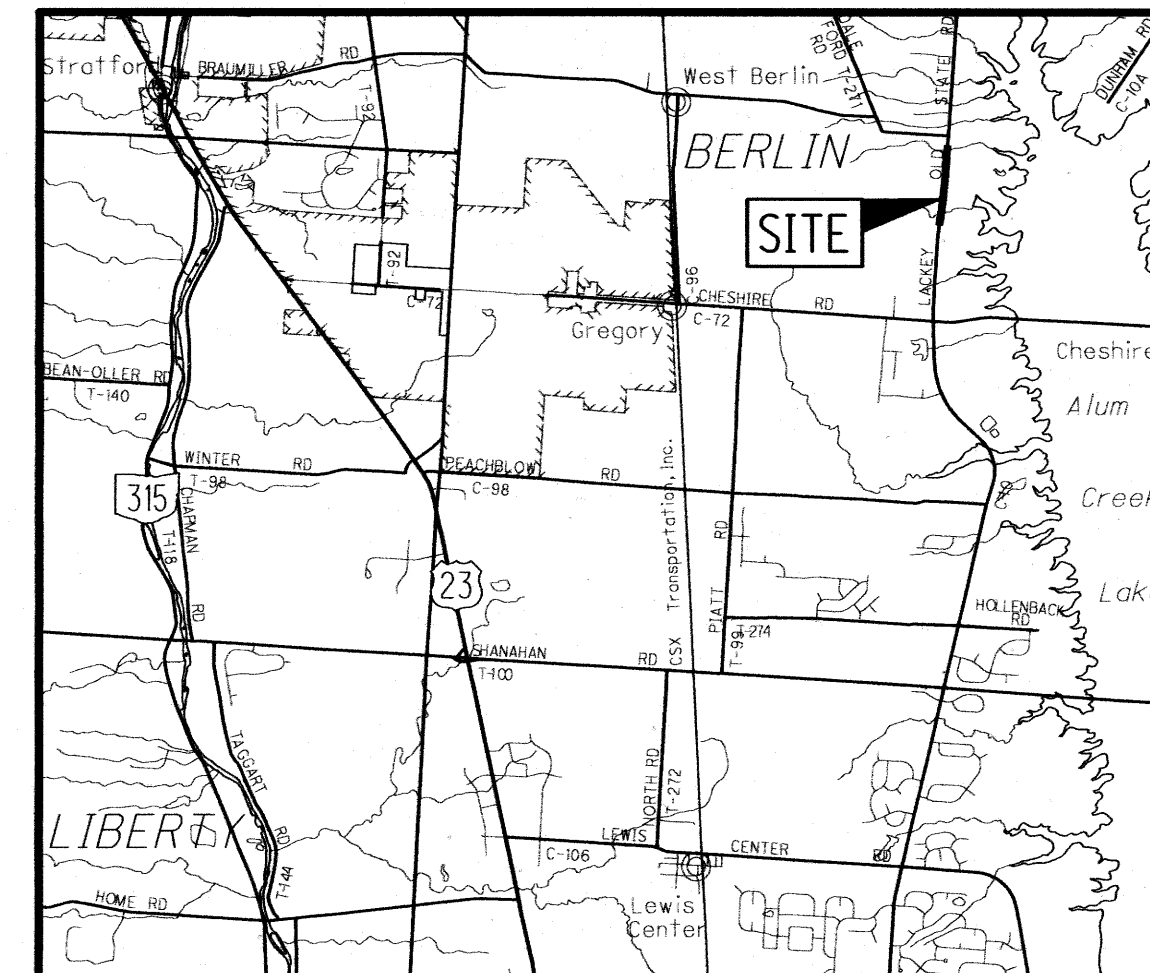 Stratford
BRAUMILLER
RD
T-92
West Berlin
DALE
FORD T-271
RD
STATE RD
OLD
LACKEY
DUNHAM RD
C-10A
BERLIN
SITE
T-92
C-72
C-96
CHESHIRE
RD
C-72
Gregory
Cheshire
Alum
Creek
Lake
BEAN-OLLER RD
T-140
WINTER
RD
T-98
PEACHBLOW
RD
C-98
315
CHAPMAN
RD
T-118
23
CSX Transportation, Inc.
PIATT
RD
T-99
HOLLENBACK
RD
T-274
SHANAHAN
RD
T-100
TAGGART
RD
T-144
NORTH RD
T-272
LIBERTY
LEWIS
CENTER
RD
C-106
HOME RD
Lewis
Center